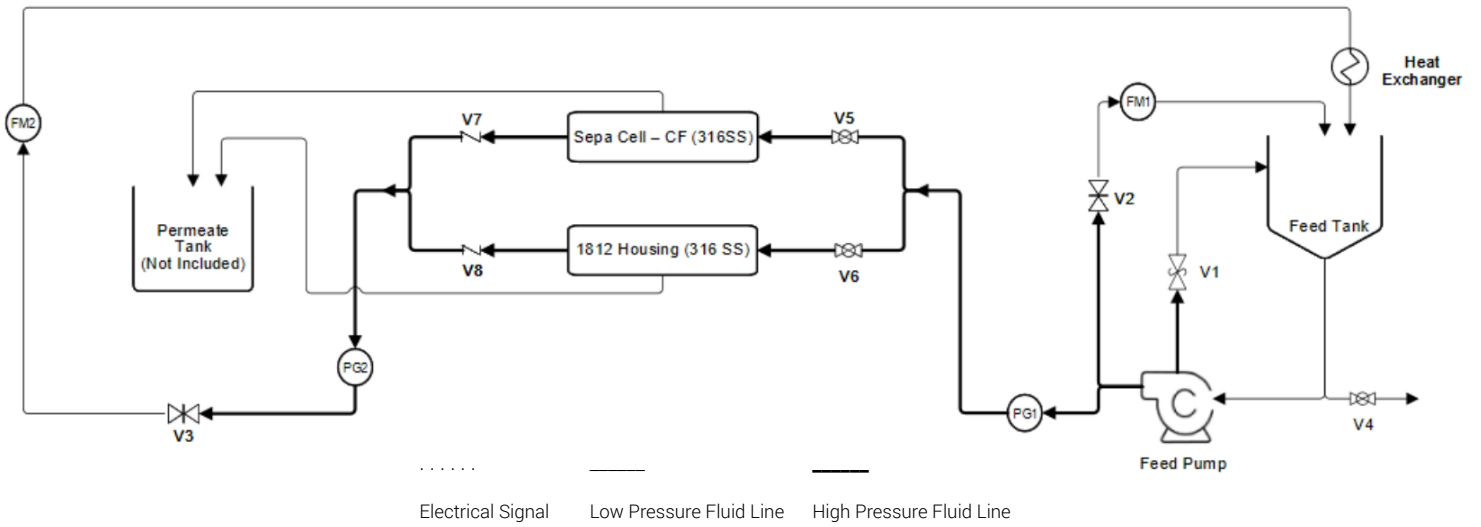 Heat
Exchanger
FM1
FM2
V7
V5
Sepa Cell – CF (316SS)
V2
Permeate
Tank
(Not Included)
Feed Tank
1812 Housing (316 SS)
V8
V6
V1
PG2
C
PG1
V3
V4
Feed Pump
Electrical Signal
Low Pressure Fluid Line
High Pressure Fluid Line